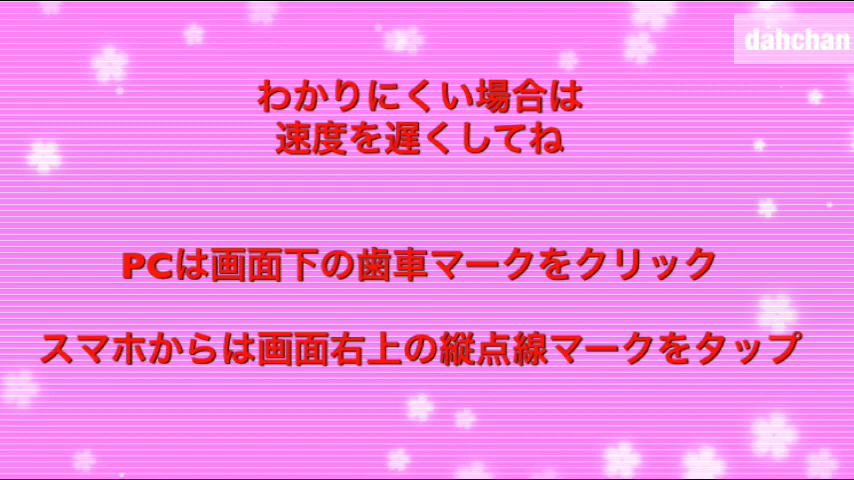 dahchan
わかりにくい場合は
速度を遅くしてね
PCは画面下の歯車マークをクリック
スマホからは画面右上の縦点線マークをタップ